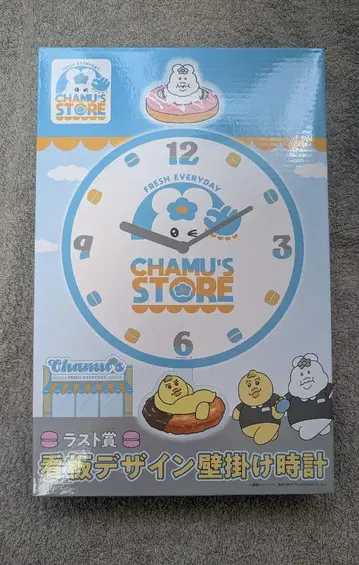 FRESH EVERYDAY
CHAMU'S
STORE
12
FRESH EVERYDAY
9
3
CHAMU'S
STORE
6
Chamu's
FRESH EVERYDAY
ラスト賞
看板デザイン壁掛け時計